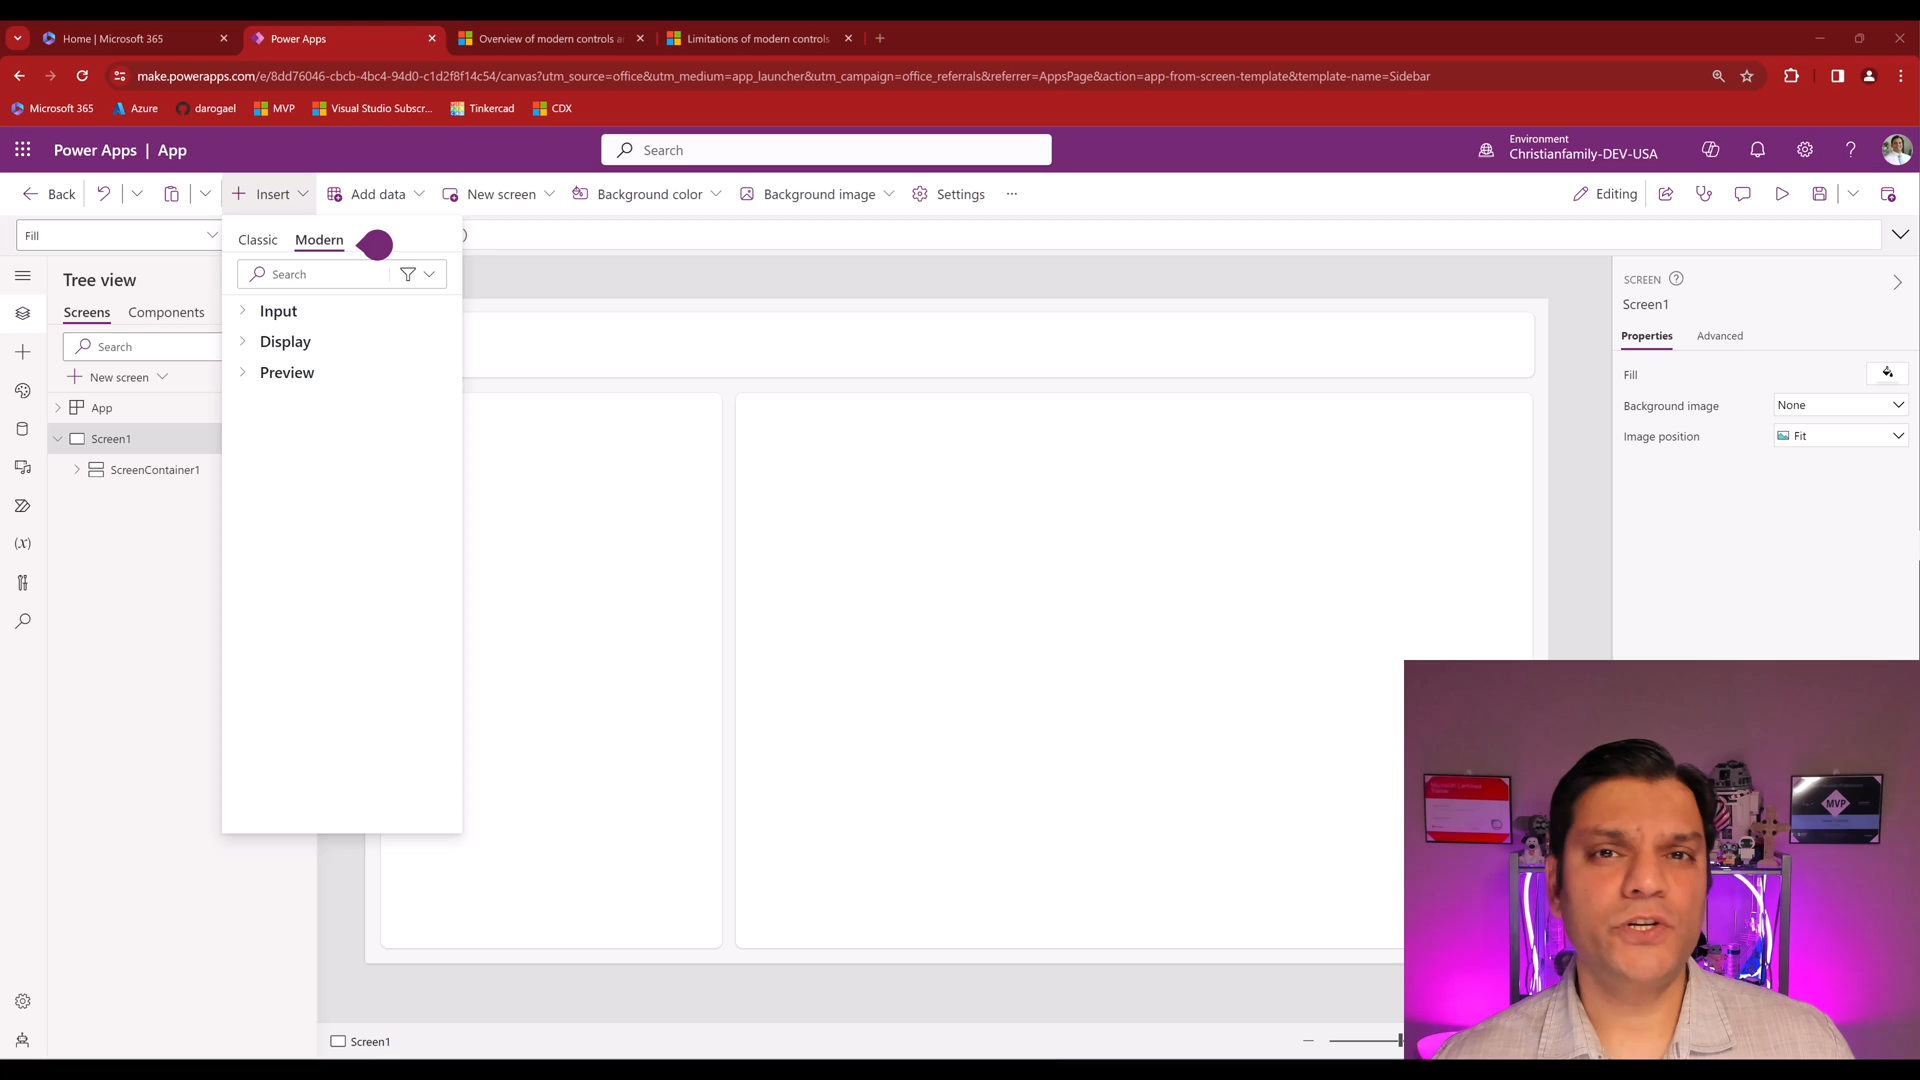 Home | Microsoft 365
Power Apps
Overview of modern controls a
Limitations of modern controls
make.powerapps.com/e/8dd76046-cbcb-4bc4-94d0-c1d2f8f14c54/canvas?utm_source=office&utm_medium=app_launcher&utm_campaign=office_referrals&referrer=AppsPage&action=app-from-screen-template&template-name=Sidebar
Microsoft 365
Azure
darogael
MVP
Visual Studio Subscr...
Tinkercad
CDX
Power Apps | App
Search
Environment
Christianfamily-DEV-USA
Back
Insert
Add data
New screen
Background color
Background image
Settings
Editing
Fill
)
Classic
Modern
Search
Input
Display
Preview
Tree view
Screens
Components
Search
New screen
App
Screen1
ScreenContainer1
SCREEN
Screen1
Properties
Advanced
Fill
Background image
None
Image position
Fit
Screen1
MVP